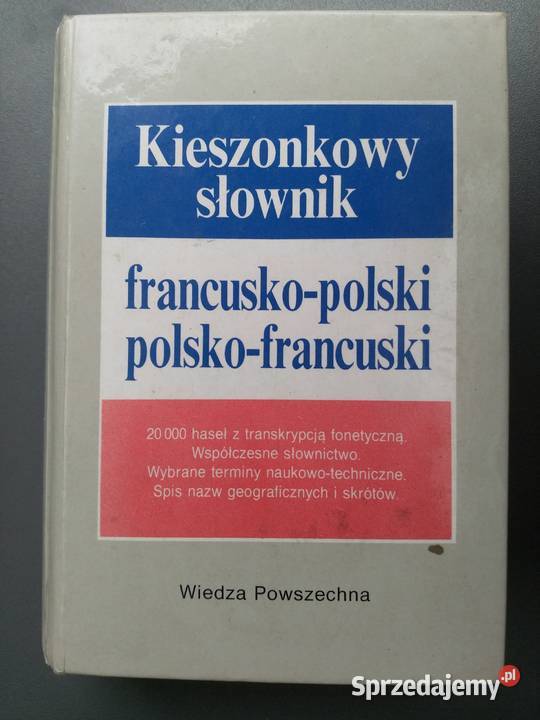 Kieszonkowy
słownik
francusko-polski
polsko-francuski
20 000 haseł z transkrypcją fonetyczną.
Współczesne słownictwo.
Wybrane terminy naukowo-techniczne.
Spis nazw geograficznych i skrótów.
Wiedza Powszechna
Sprzedajemy.pl